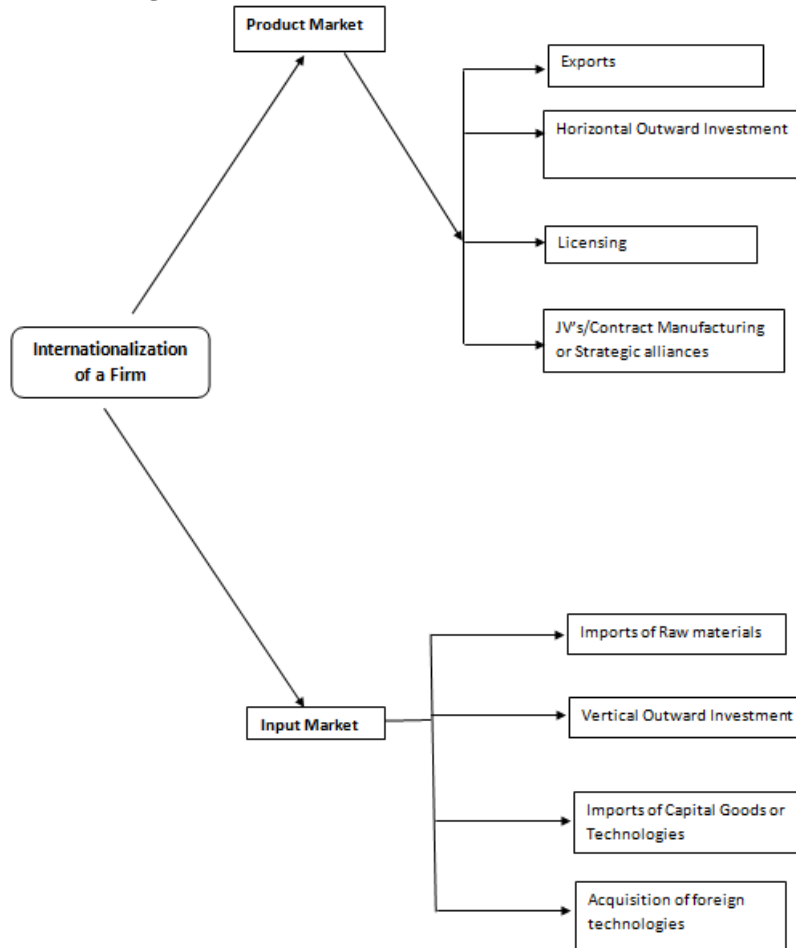 Product Market
Exports
Horizontal Outward Investment
Licensing
JV's/Contract Manufacturing
or Strategic alliances
Internationalization
of a Firm
Imports of Raw materials
Input Market
Vertical Outward Investment
Imports of Capital Goods or
Technologies
Acquisition of foreign
technologies